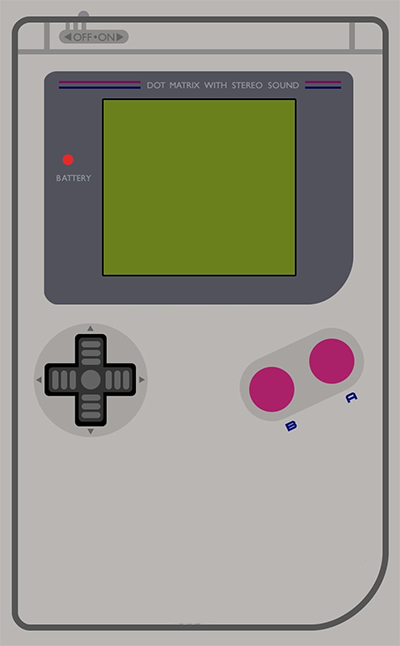 OFF•ON
DOT MATRIX WITH STEREO SOUND
BATTERY
A
B